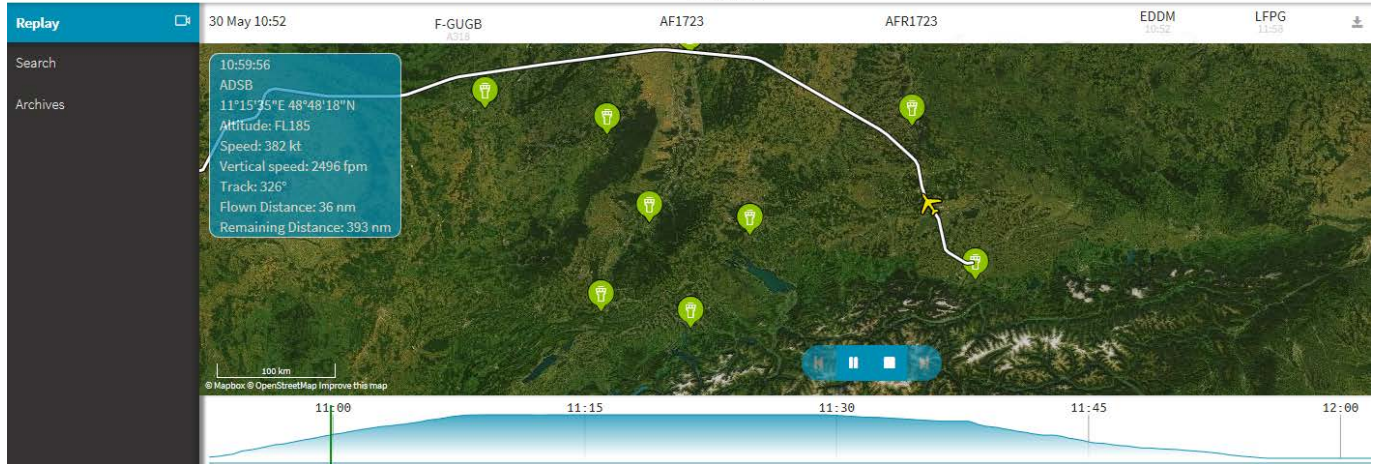 Replay
Search
Archives
30 May 10:52
F-GUGB
A318
AF1723
AFR1723
EDDM
10:52
LFPG
11:58
10:59:56
ADSB
11°15'35"E 48°48'18"N
Altitude: FL185
Speed: 382 kt
Vertical speed: 2496 fpm
Track: 326°
Flown Distance: 36 nm
Remaining Distance: 393 nm
100 km
© Mapbox © OpenStreetMap Improve this map
11:00 11:15 11:30 11:45 12:00